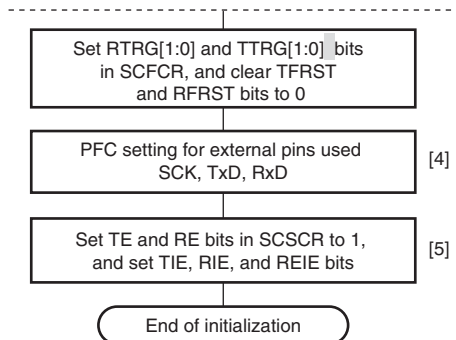 Set RTRG[1:0] and TTRG[1:0] bits
in SCFCR, and clear TFRST
and RFRST bits to 0
PFC setting for external pins used
SCK, TxD, RxD
[4]
Set TE and RE bits in SCSCR to 1,
and set TIE, RIE, and REIE bits
[5]
End of initialization